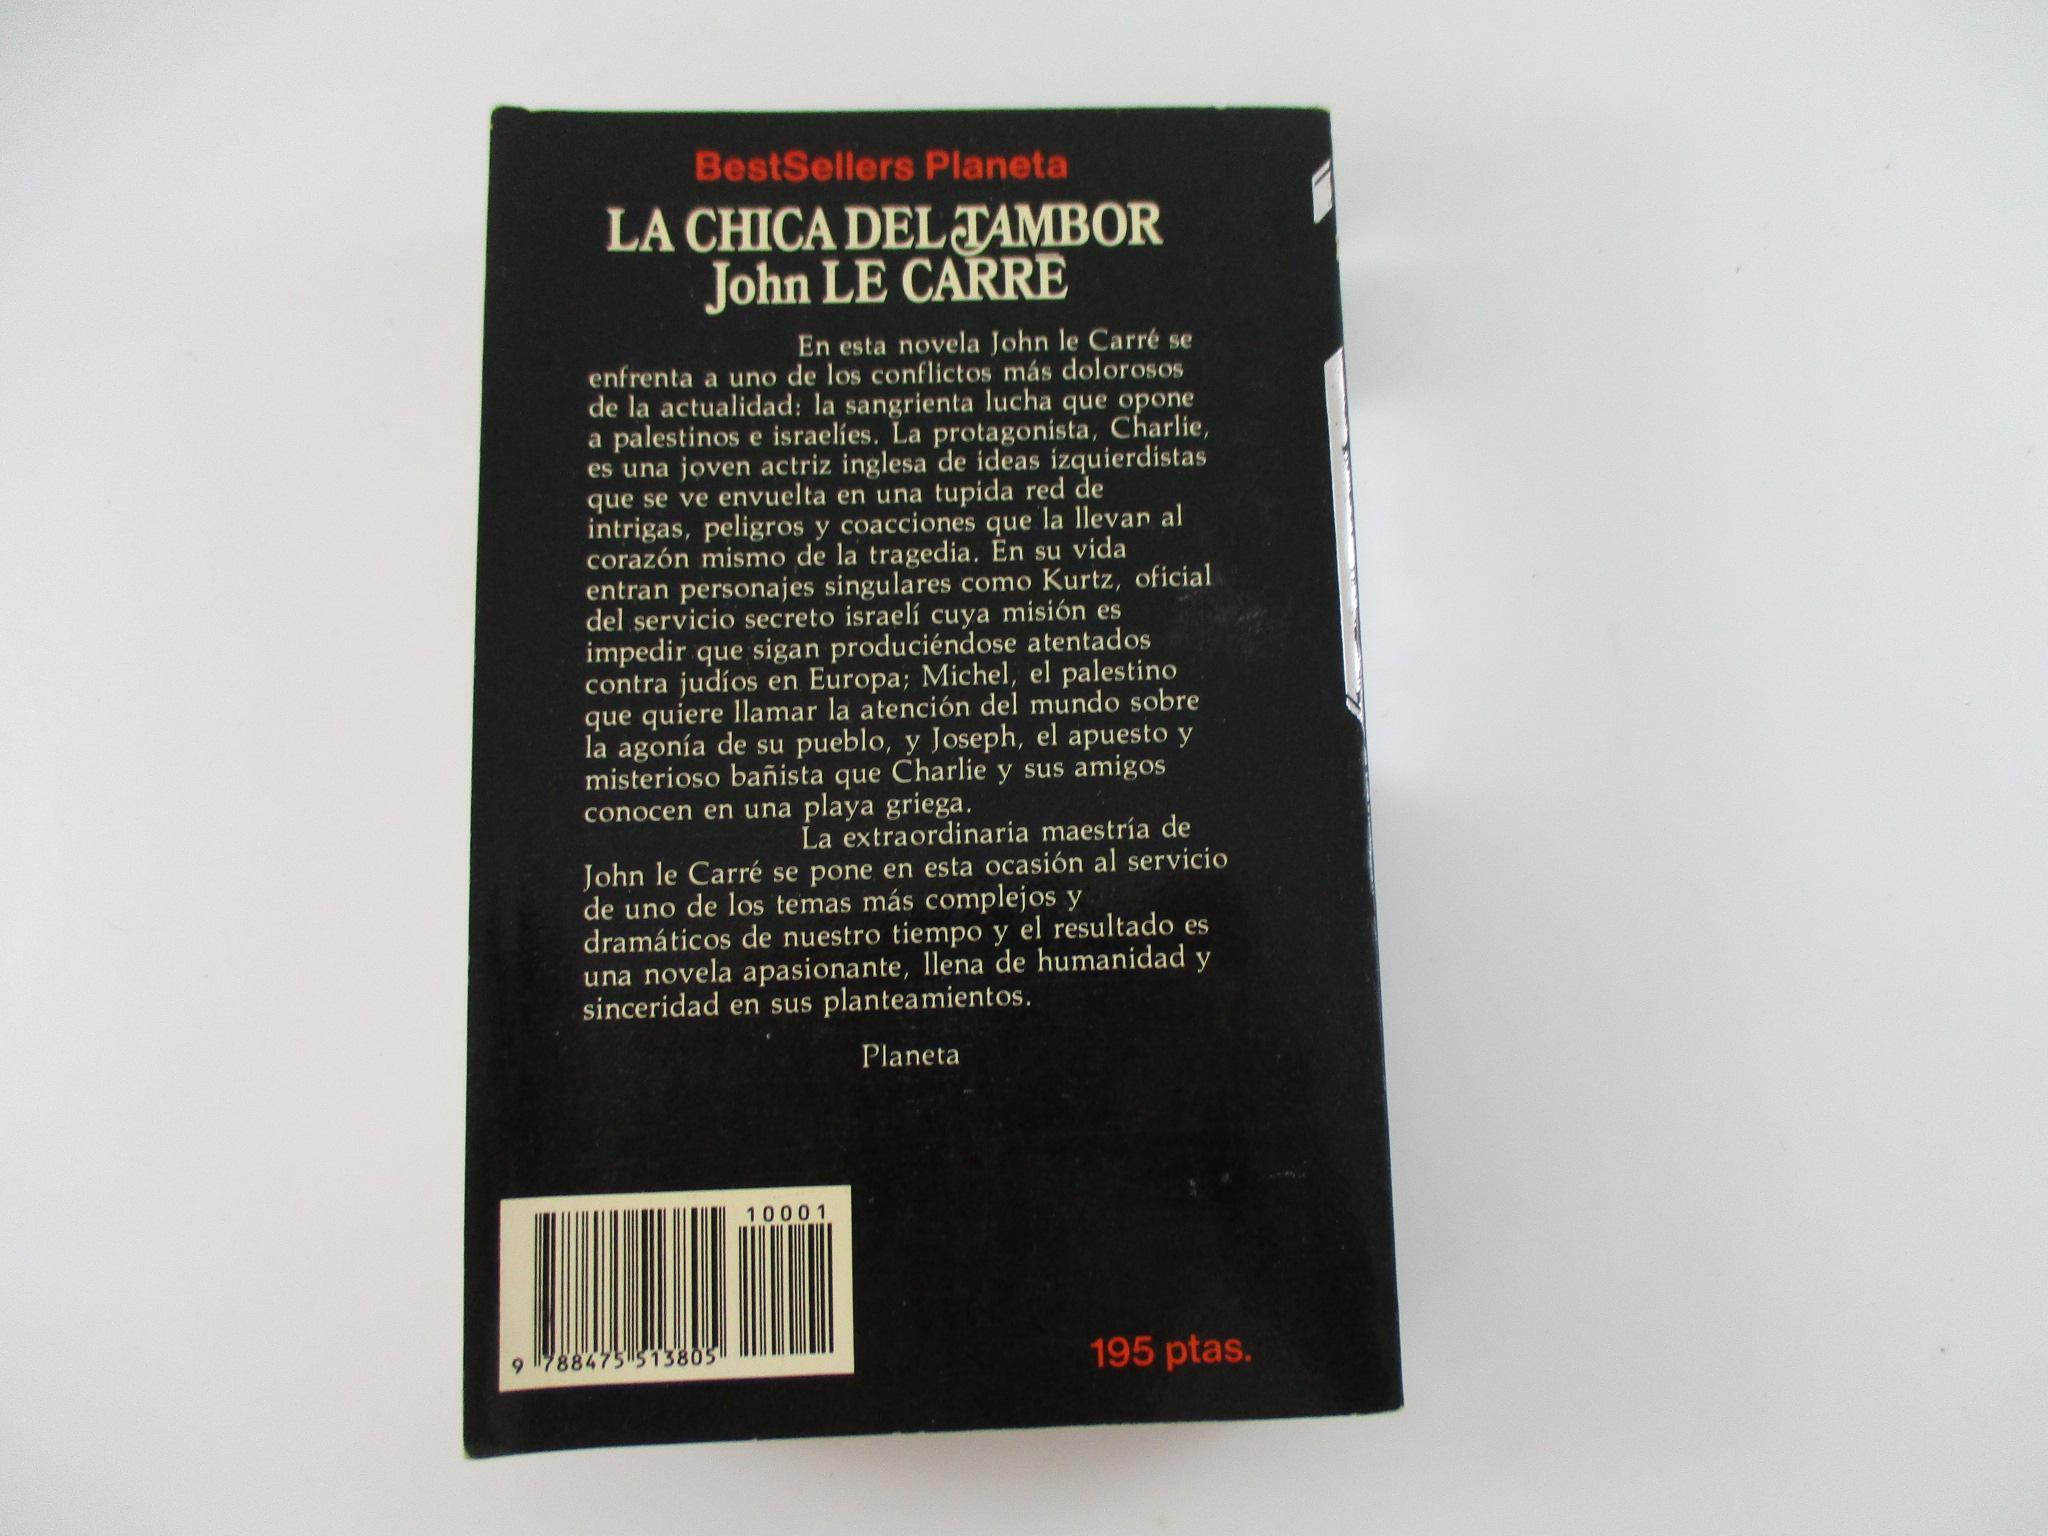 BestSellers Planeta
LA CHICA DEL TAMBOR
John LE CARRÉ
En esta novela John le Carré se
enfrenta a uno de los conflictos más dolorosos
de la actualidad: la sangrienta lucha que opone
a palestinos e israelíes. La protagonista, Charlie,
es una joven actriz inglesa de ideas izquierdistas
que se ve envuelta en una tupida red de
intrigas, peligros y coacciones que la llevan al
corazón mismo de la tragedia. En su vida
entran personajes singulares como Kurtz, oficial
del servicio secreto israelí cuya misión es
impedir que sigan produciéndose atentados
contra judíos en Europa; Michel, el palestino
que quiere llamar la atención del mundo sobre
la agonía de su pueblo, y Joseph, el apuesto y
misterioso bañista que Charlie y sus amigos
conocen en una playa griega.
La extraordinaria maestría de
John le Carré se pone en esta ocasión al servicio
de uno de los temas más complejos y
dramáticos de nuestro tiempo y el resultado es
una novela apasionante, llena de humanidad y
sinceridad en sus planteamientos.
Planeta
10001
9 788475 513805
195 ptas.